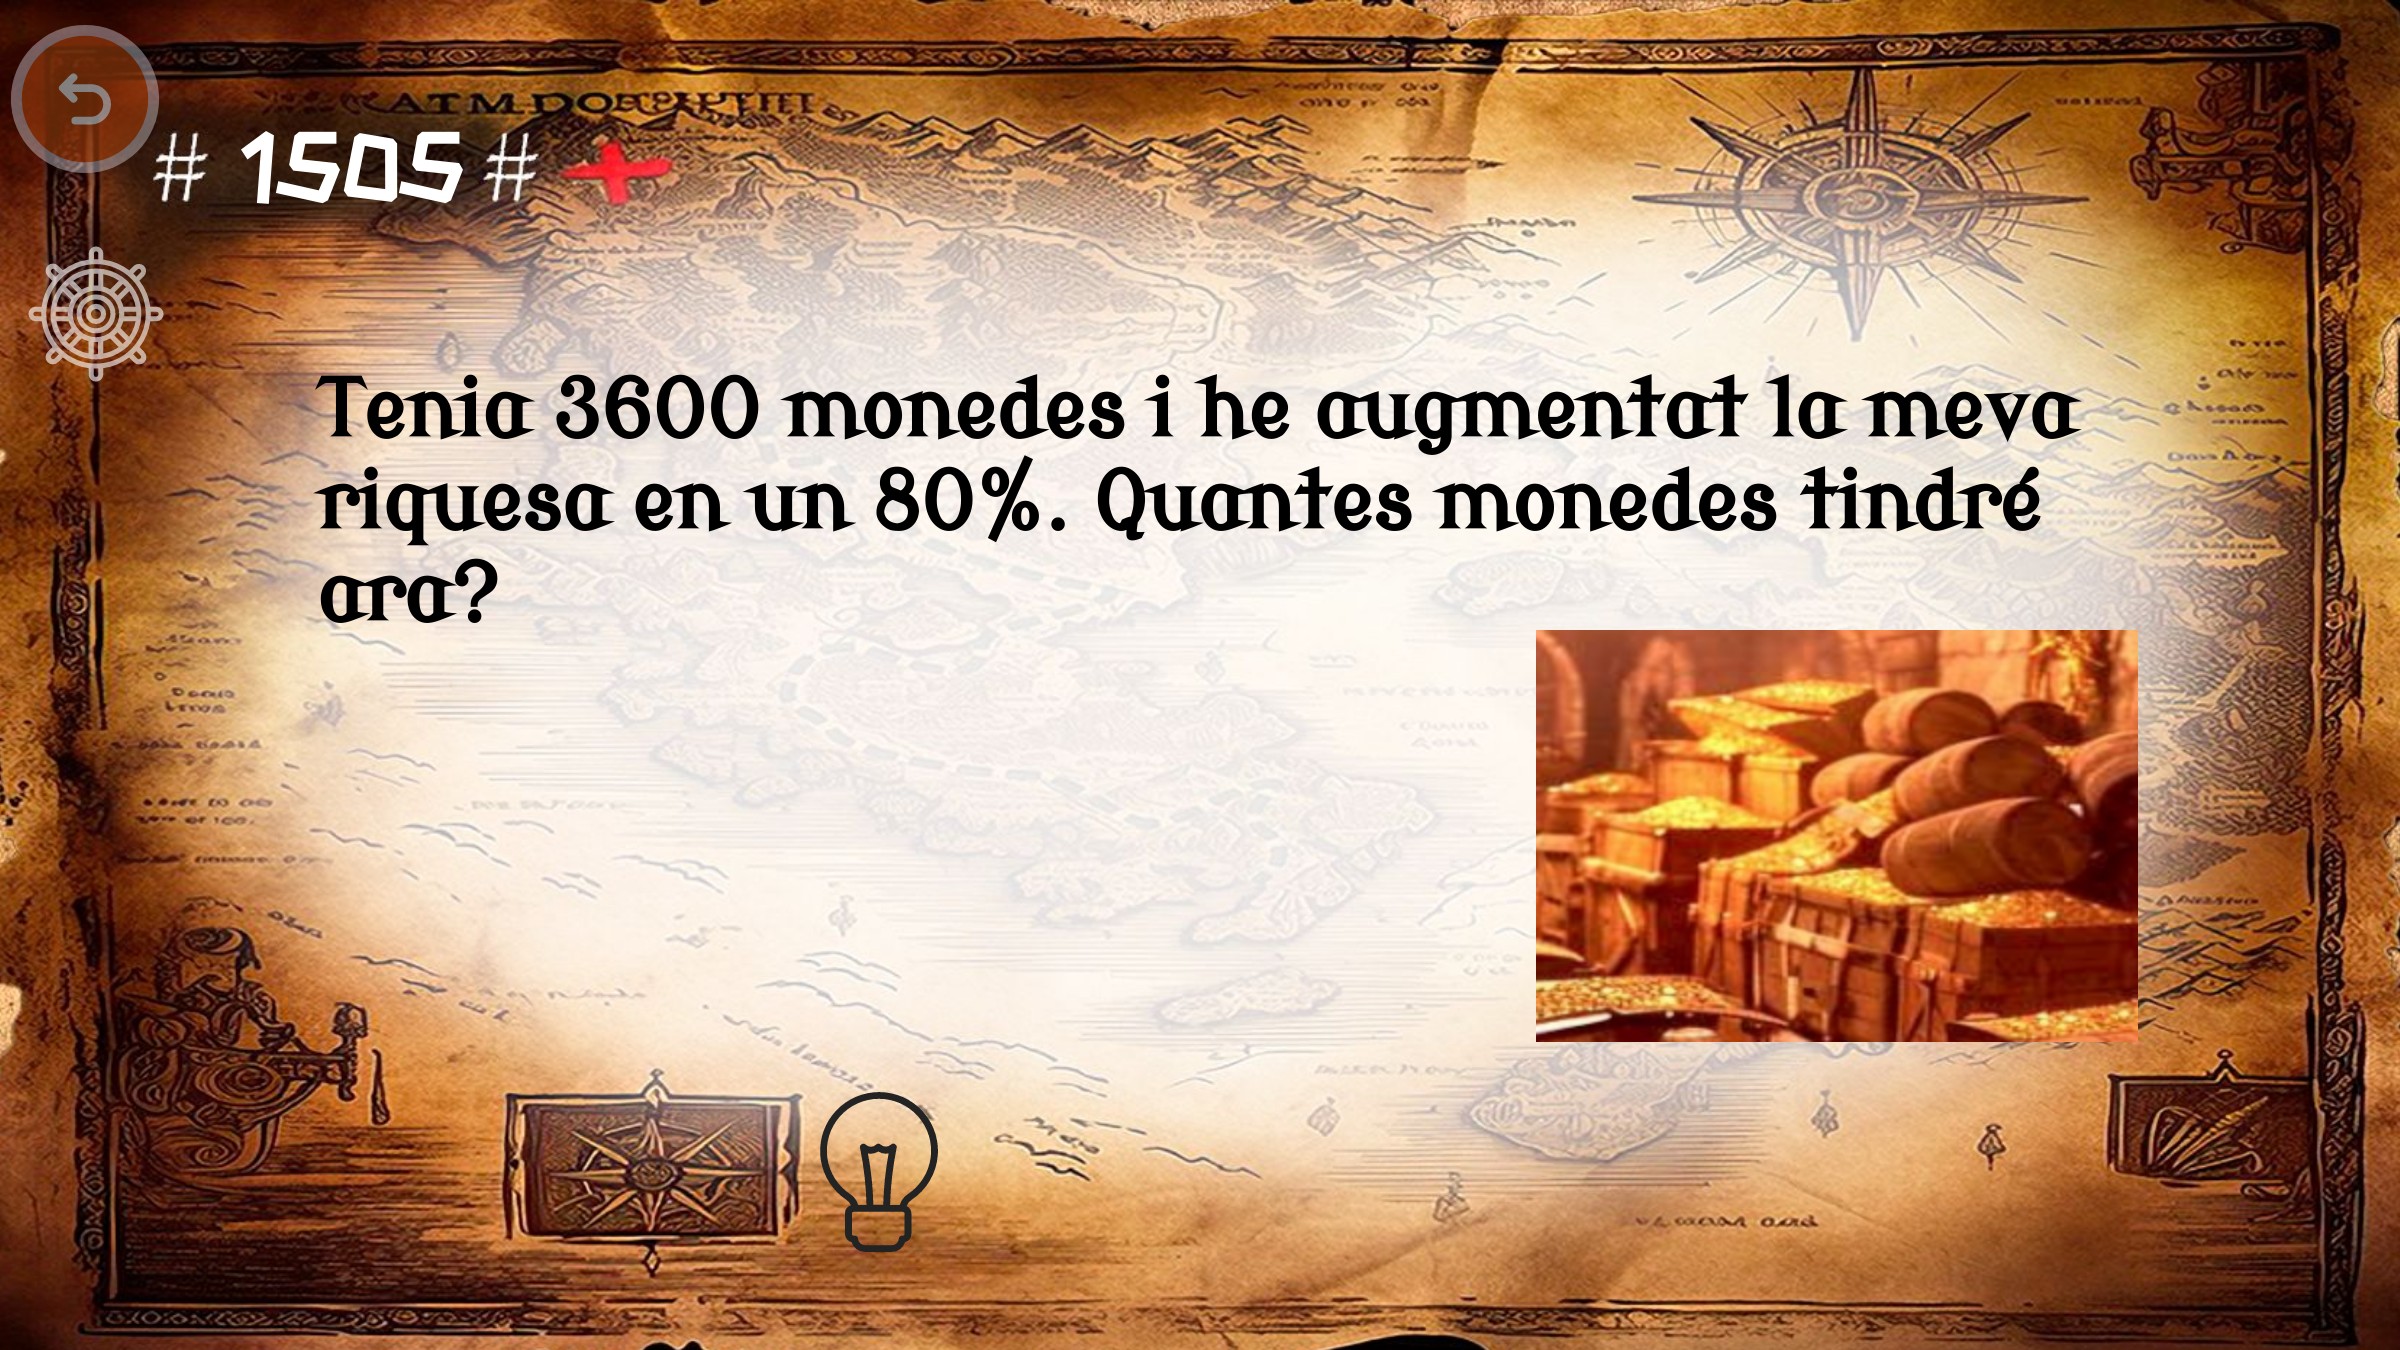 # 1505 #
Tenia 3600 monedes i he augmentat la meva
riquesa en un 80%. Quantes monedes tindré
ara?